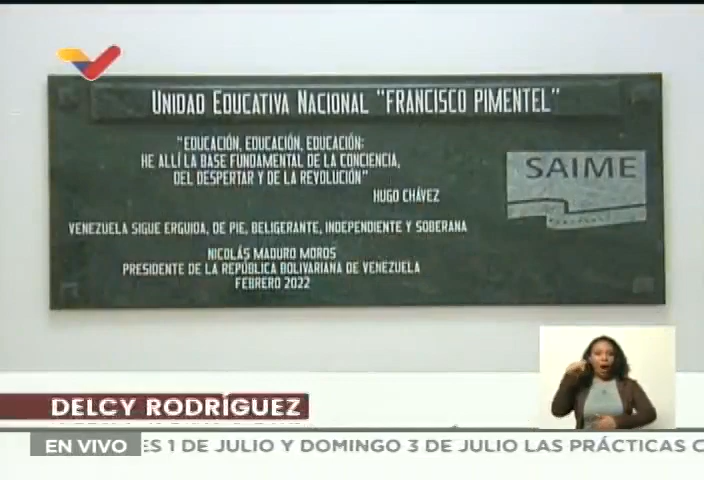 UNIDAD EDUCATIVA NACIONAL "FRANCISCO PIMENTEL"
"EDUCACIÓN, EDUCACIÓN, EDUCACIÓN:
HE ALLÍ LA BASE FUNDAMENTAL DE LA CONCIENCIA,
DEL DESPERTAR Y DE LA REVOLUCIÓN"
HUGO CHÁVEZ
SAIME
VENEZUELA SIGUE ERGUIDA, DE PIE, BELIGERANTE, INDEPENDIENTE Y SOBERANA
NICOLÁS MADURO MOROS
PRESIDENTE DE LA REPÚBLICA BOLIVARIANA DE VENEZUELA
FEBRERO 2022
DELCY RODRÍGUEZ
EN VIVO ES 1 DE JULIO Y DOMINGO 3 DE JULIO LAS PRÁCTICAS